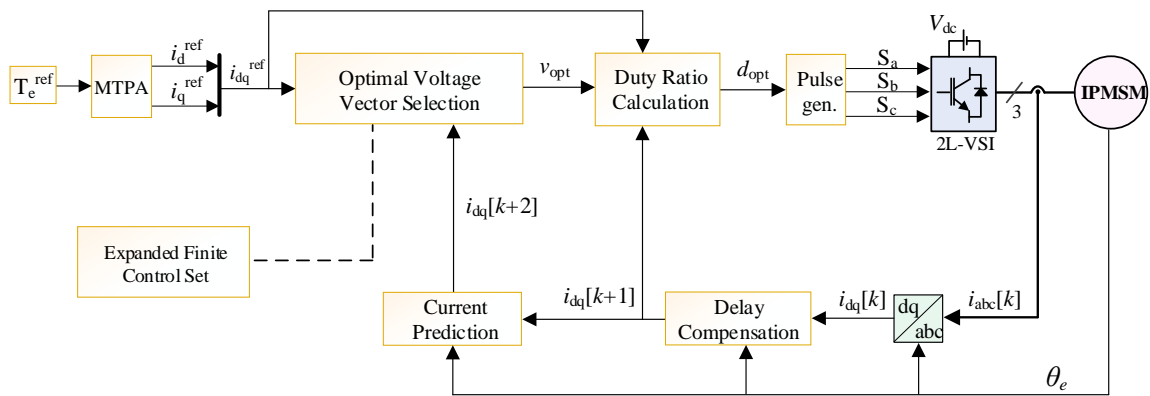 V_dc
T_e^ref
MTPA
i_d^ref
i_q^ref
i_dq^ref
Optimal Voltage
Vector Selection
v_opt
Duty Ratio
Calculation
d_opt
Pulse
gen.
S_a
S_b
S_c
2L-VSI
3
IPMSM
i_dq[k+2]
Expanded Finite
Control Set
Current
Prediction
i_dq[k+1]
Delay
Compensation
i_dq[k]
dq
abc
i_abc[k]
θ_e